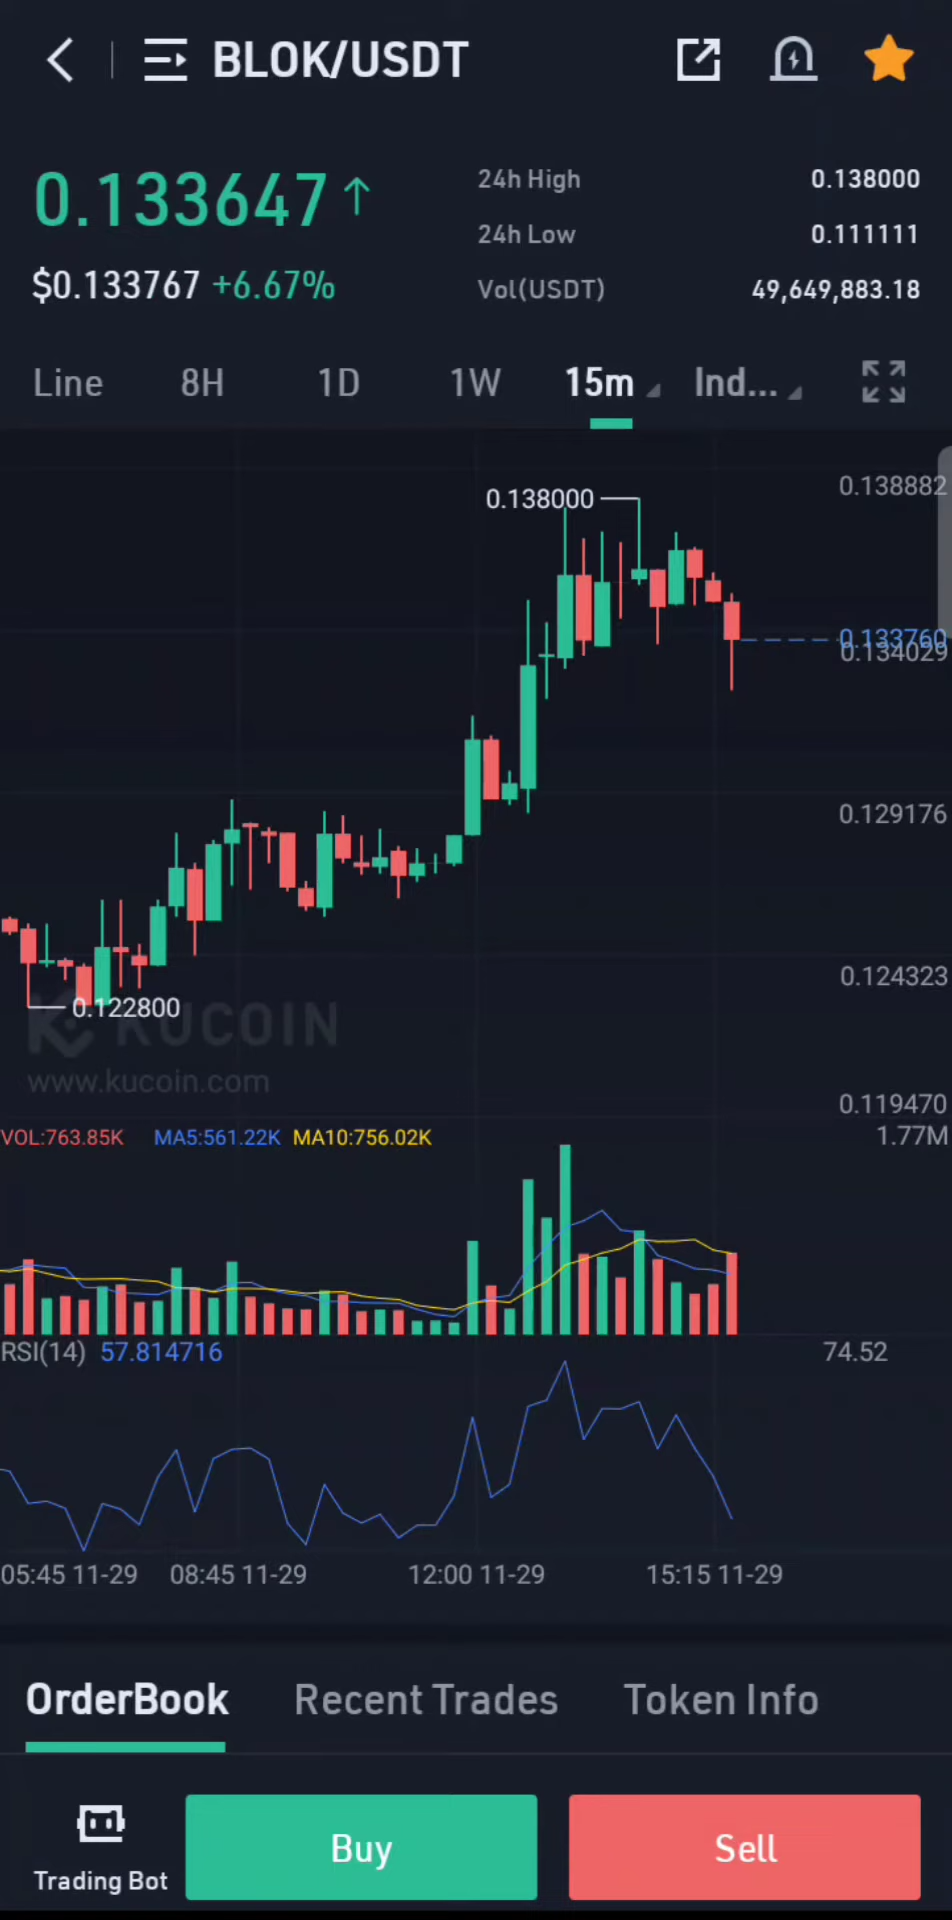 BLOK/USDT
0.133647↑
$0.133767 +6.67%
24h High 0.138000
24h Low 0.111111
Vol(USDT) 49,649,883.18
Line 8H 1D 1W 15m Ind...
0.138882
0.138000
0.133760
0.134029
0.129176
0.124323
0.122800
KUCOIN
www.kucoin.com
0.119470
VOL:763.85K MA5:561.22K MA10:756.02K 1.77M
RSI(14) 57.814716 74.52
05:45 11-29 08:45 11-29 12:00 11-29 15:15 11-29
OrderBook Recent Trades Token Info
Trading Bot
Buy
Sell